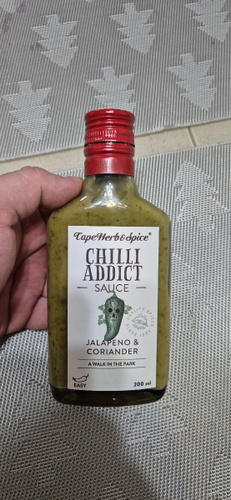 CapeHerb&Spice®
CHILLI
ADDICT
SAUCE
JALAPENO &
CORIANDER
A WALK IN THE PARK
EASY
200 ml